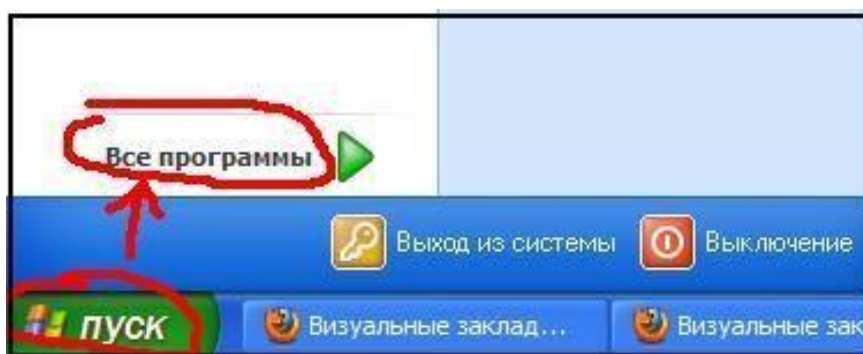 Все программы
Выход из системы Выключение
пуск Визуальные заклад... Визуальные зак